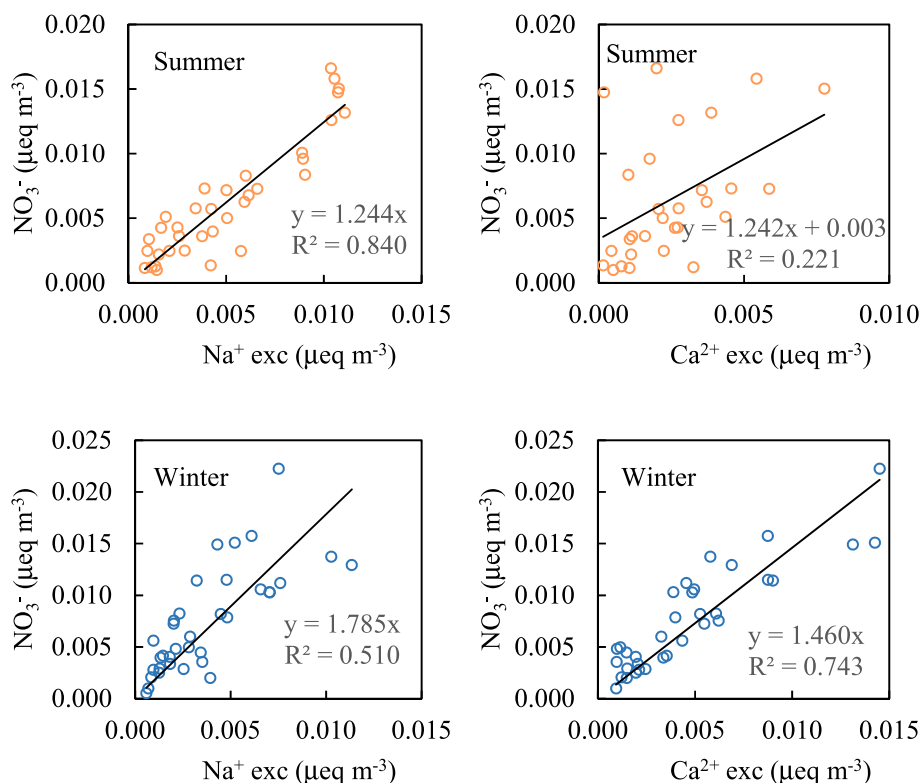 0.020
0.015
0.010
0.005
0.000
NO₃⁻ (µeq m⁻³)
Summer
y = 1.244x
R² = 0.840
0.000 0.005 0.010 0.015
Na⁺ exc (µeq m⁻³)
0.020
0.015
0.010
0.005
0.000
NO₃⁻ (µeq m⁻³)
Summer
y = 1.242x + 0.003
R² = 0.221
0.000 0.005 0.010
Ca²⁺ exc (µeq m⁻³)
0.025
0.020
0.015
0.010
0.005
0.000
NO₃⁻ (µeq m⁻³)
Winter
y = 1.785x
R² = 0.510
0.000 0.005 0.010 0.015
Na⁺ exc (µeq m⁻³)
0.025
0.020
0.015
0.010
0.005
0.000
NO₃⁻ (µeq m⁻³)
Winter
y = 1.460x
R² = 0.743
0.000 0.005 0.010 0.015
Ca²⁺ exc (µeq m⁻³)